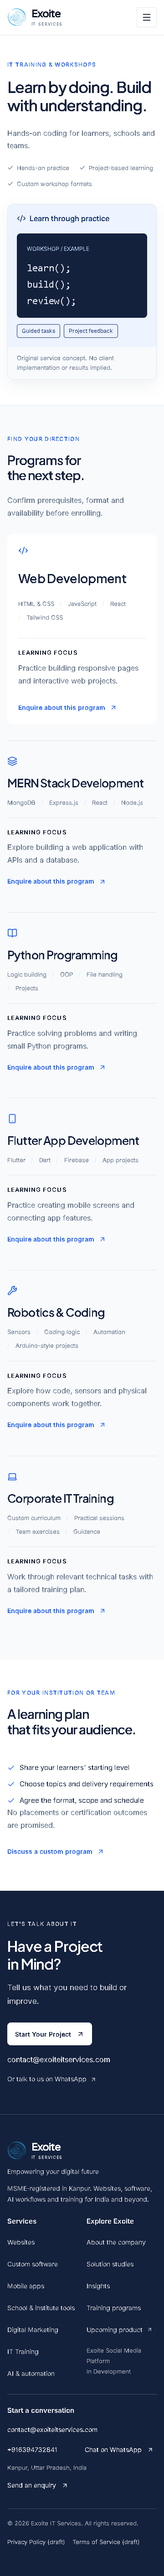 Exoite
IT SERVICES
IT TRAINING & WORKSHOPS
Learn by doing. Build
with understanding.
Hands-on coding for learners, schools and
teams.
Hands-on practice
Project-based learning
Custom workshop formats
Learn through practice
WORKSHOP / EXAMPLE
learn();
build();
review();
Guided tasks
Project feedback
Original service concept. No client
implementation or results implied.
FIND YOUR DIRECTION
Programs for
the next step.
Confirm prerequisites, format and
availability before enrolling.
Web Development
HTML & CSS
JavaScript
React
Tailwind CSS
LEARNING FOCUS
Practice building responsive pages
and interactive web projects.
Enquire about this program
MERN Stack Development
MongoDB
Express.js
React
Node.js
LEARNING FOCUS
Explore building a web application with
APIs and a database.
Enquire about this program
Python Programming
Logic building
OOP
File handling
Projects
LEARNING FOCUS
Practice solving problems and writing
small Python programs.
Enquire about this program
Flutter App Development
Flutter
Dart
Firebase
App projects
LEARNING FOCUS
Practice creating mobile screens and
connecting app features.
Enquire about this program
Robotics & Coding
Sensors
Coding logic
Automation
Arduino-style projects
LEARNING FOCUS
Explore how code, sensors and physical
components work together.
Enquire about this program
Corporate IT Training
Custom curriculum
Practical sessions
Team exercises
Guidance
LEARNING FOCUS
Work through relevant technical tasks with
a tailored training plan.
Enquire about this program
FOR YOUR INSTITUTION OR TEAM
A learning plan
that fits your audience.
Share your learners' starting level
Choose topics and delivery requirements
Agree the format, scope and schedule
No placements or certification outcomes
are promised.
Discuss a custom program
LET'S TALK ABOUT IT
Have a Project
in Mind?
Tell us what you need to build or
improve.
Start Your Project
contact@exoiteitservices.com
Or talk to us on WhatsApp
Exoite
IT SERVICES
Empowering your digital future
MSME-registered in Kanpur. Websites, software,
AI workflows and training for India and beyond.
Services
Explore Exoite
Websites
About the company
Custom software
Solution studies
Mobile apps
Insights
School & institute tools
Training programs
Digital Marketing
Upcoming product
IT Training
Exoite Social Media
Platform
In Development
AI & automation
Start a conversation
contact@exoiteitservices.com
+916394732841
Chat on WhatsApp
Kanpur, Uttar Pradesh, India
Send an enquiry
© 2026 Exoite IT Services. All rights reserved.
Privacy Policy (draft)
Terms of Service (draft)